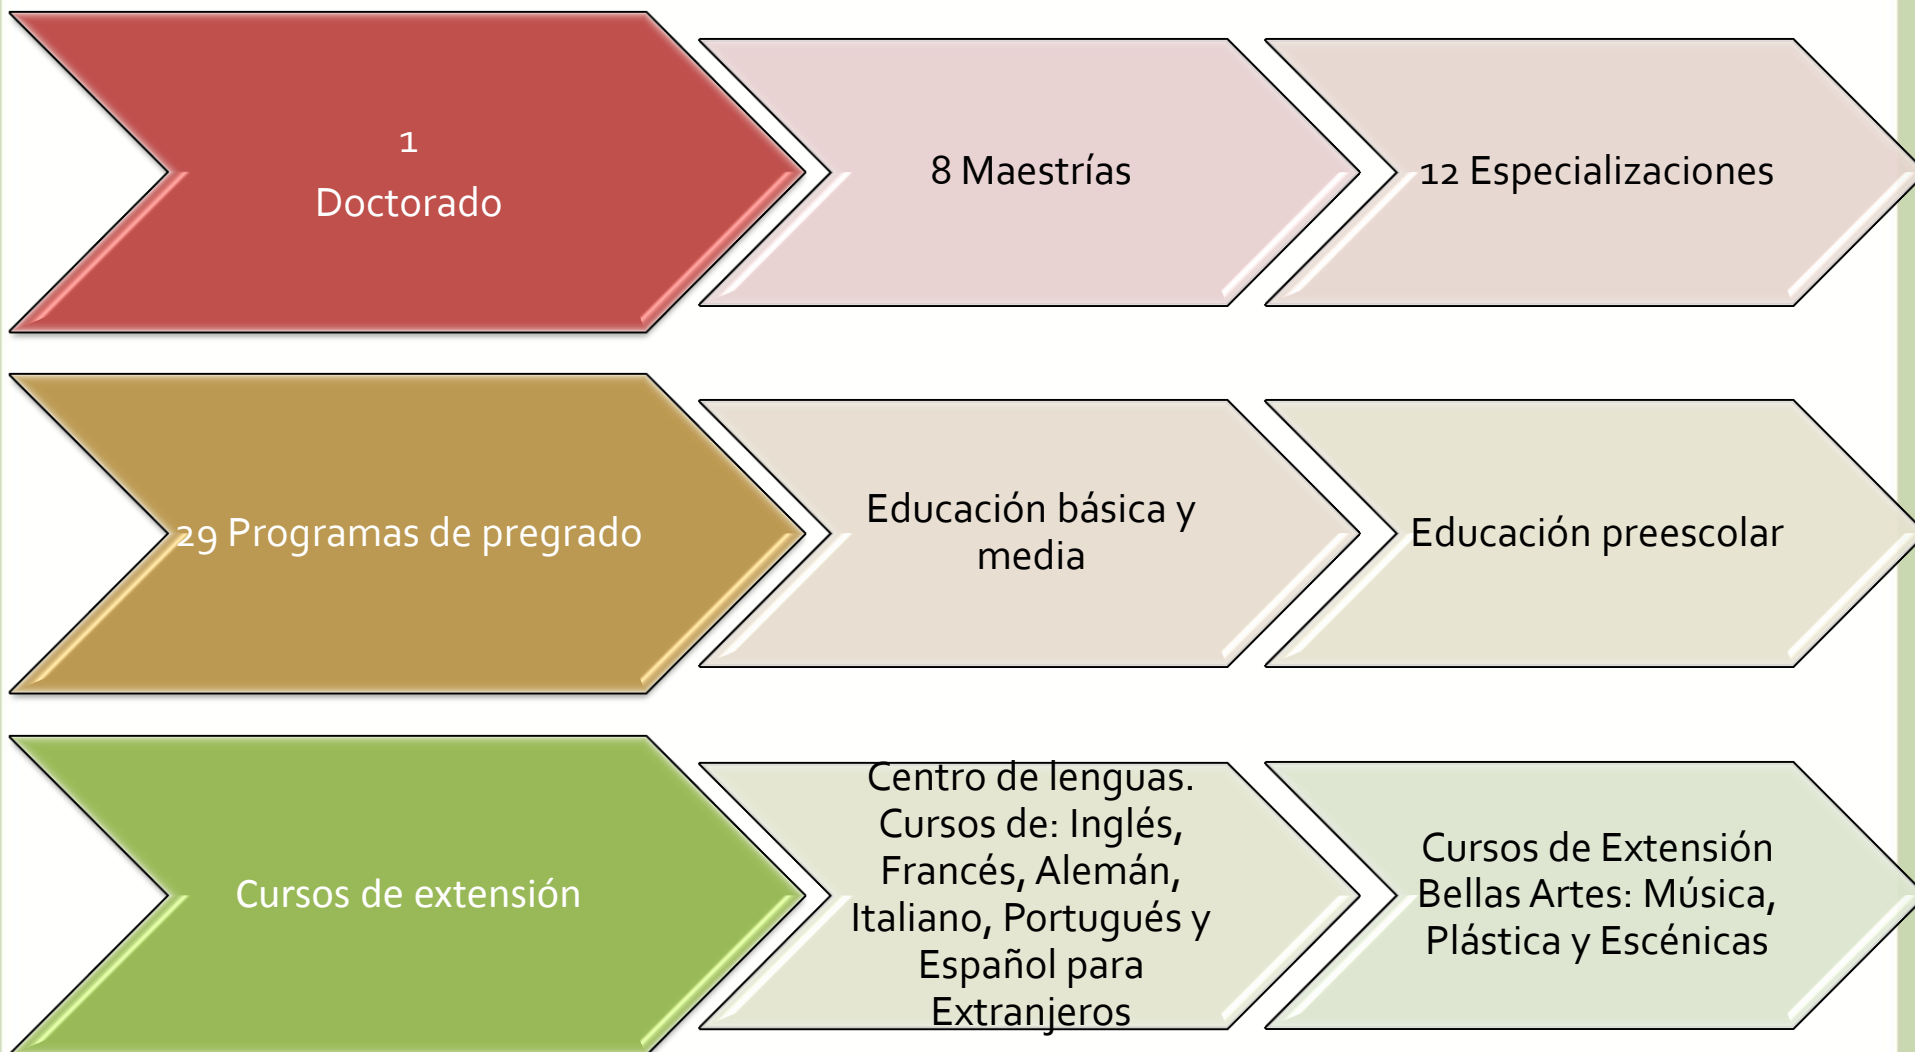 1
Doctorado
8 Maestrías
12 Especializaciones
29 Programas de pregrado
Educación básica y
media
Educación preescolar
Cursos de extensión
Centro de lenguas.
Cursos de: Inglés,
Francés, Alemán,
Italiano, Portugués y
Español para
Extranjeros
Cursos de Extensión
Bellas Artes: Música,
Plástica y Escénicas